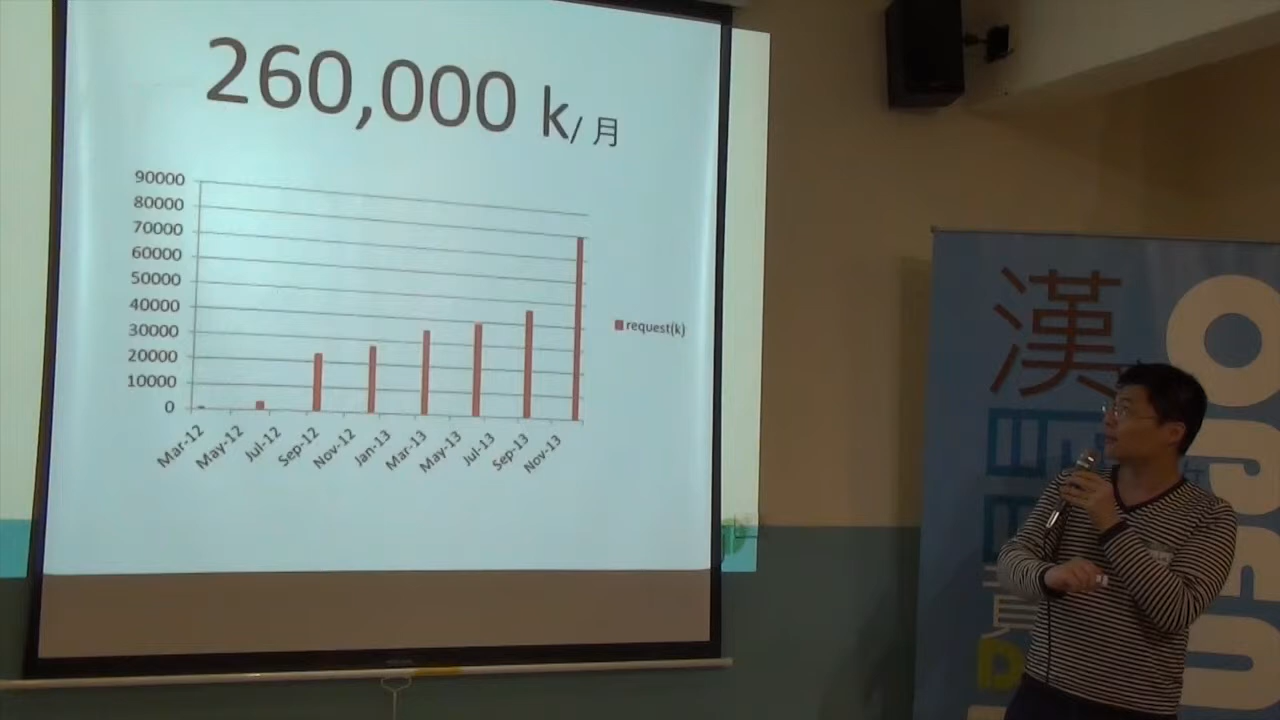 260,000 k/月
90000
80000
70000
60000
50000
40000
30000
20000
10000
0
Mar-12
May-12
Jul-12
Sep-12
Nov-12
Jan-13
Mar-13
May-13
Jul-13
Sep-13
Nov-13
request(k)
漢